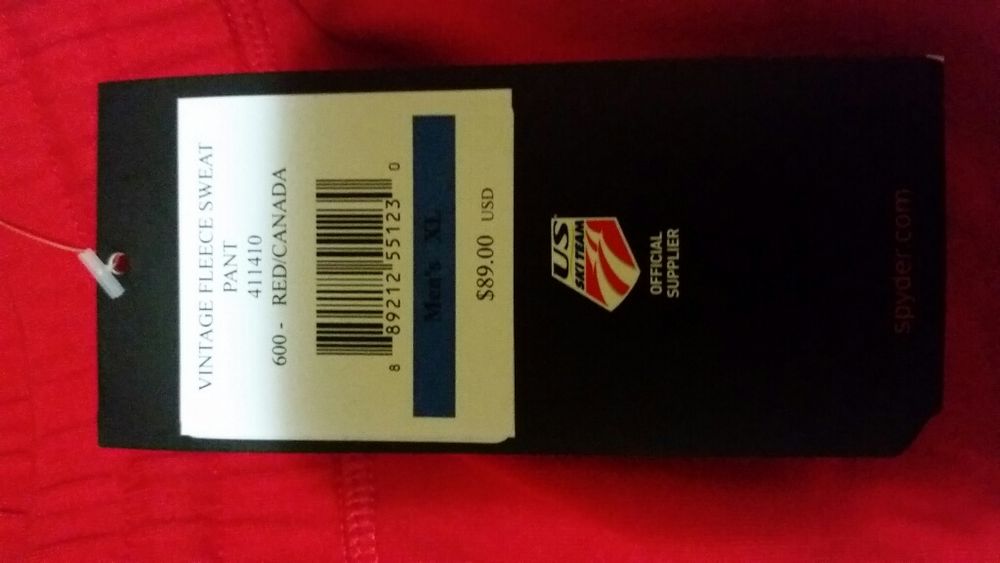 VINTAGE FLEECE SWEAT
PANT
411410
600 - RED/CANADA
8 89212 55123 0
Men's XL
$89.00 USD
US
SKI TEAM
OFFICIAL
SUPPLIER
spyder.com